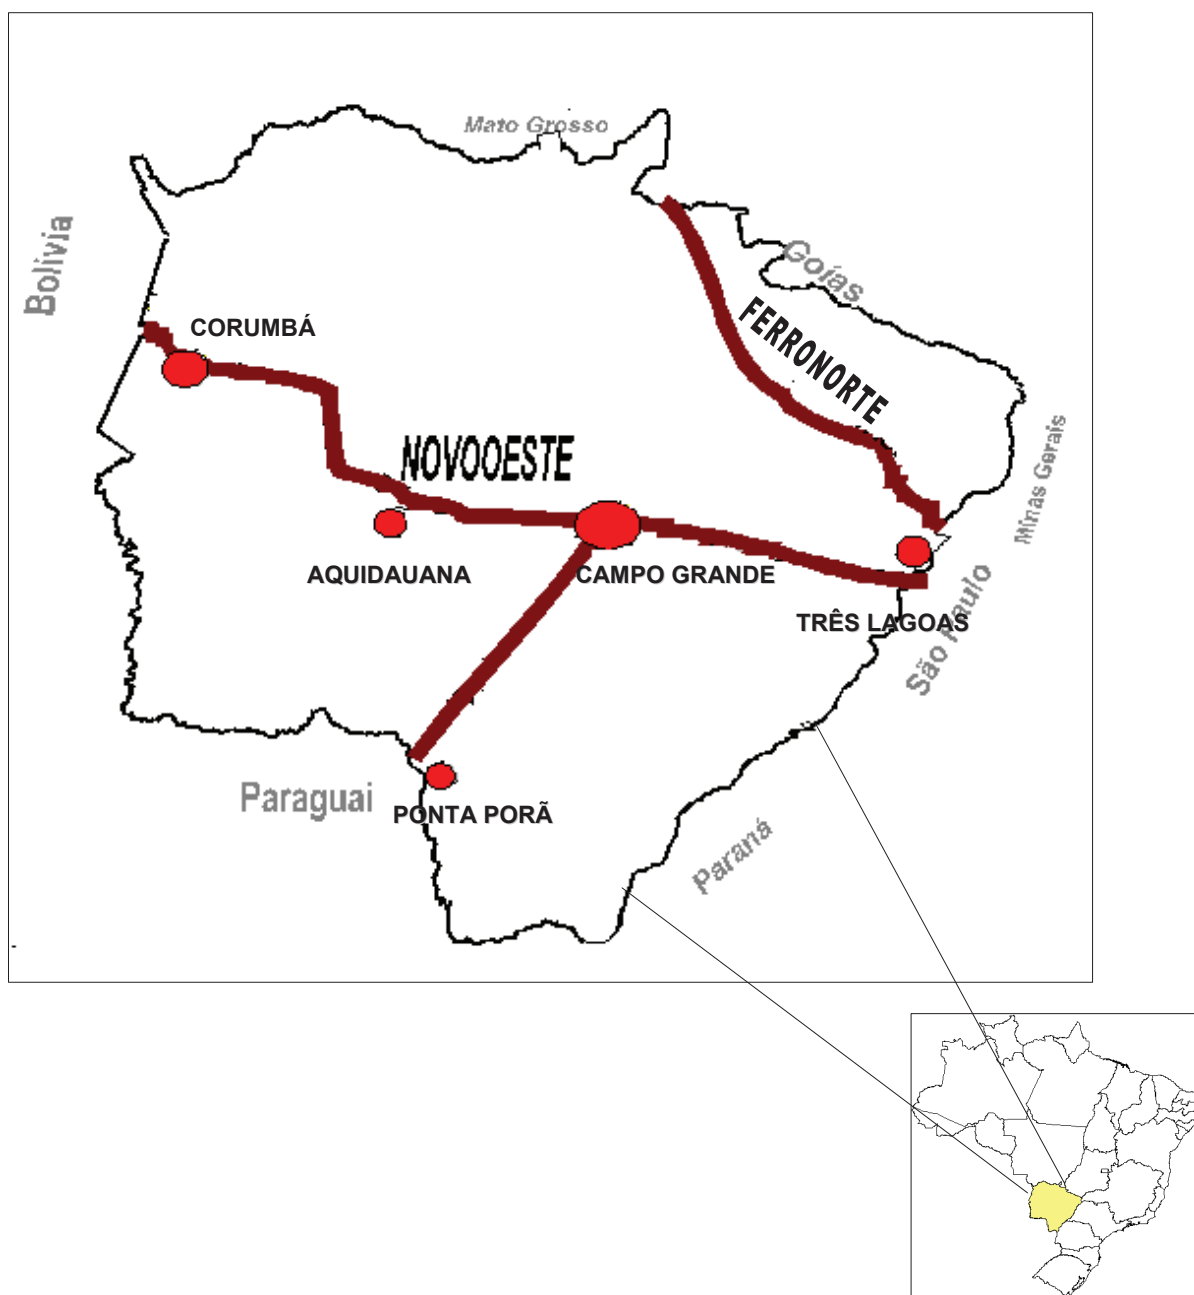 Mato Grosso
Bolívia
Goías
CORUMBÁ
FERRONORTE
NOVOOESTE
Minas Gerais
AQUIDAUANA
CAMPO GRANDE
TRÊS LAGOAS
São Paulo
Paraguai
PONTA PORÃ
Paraná